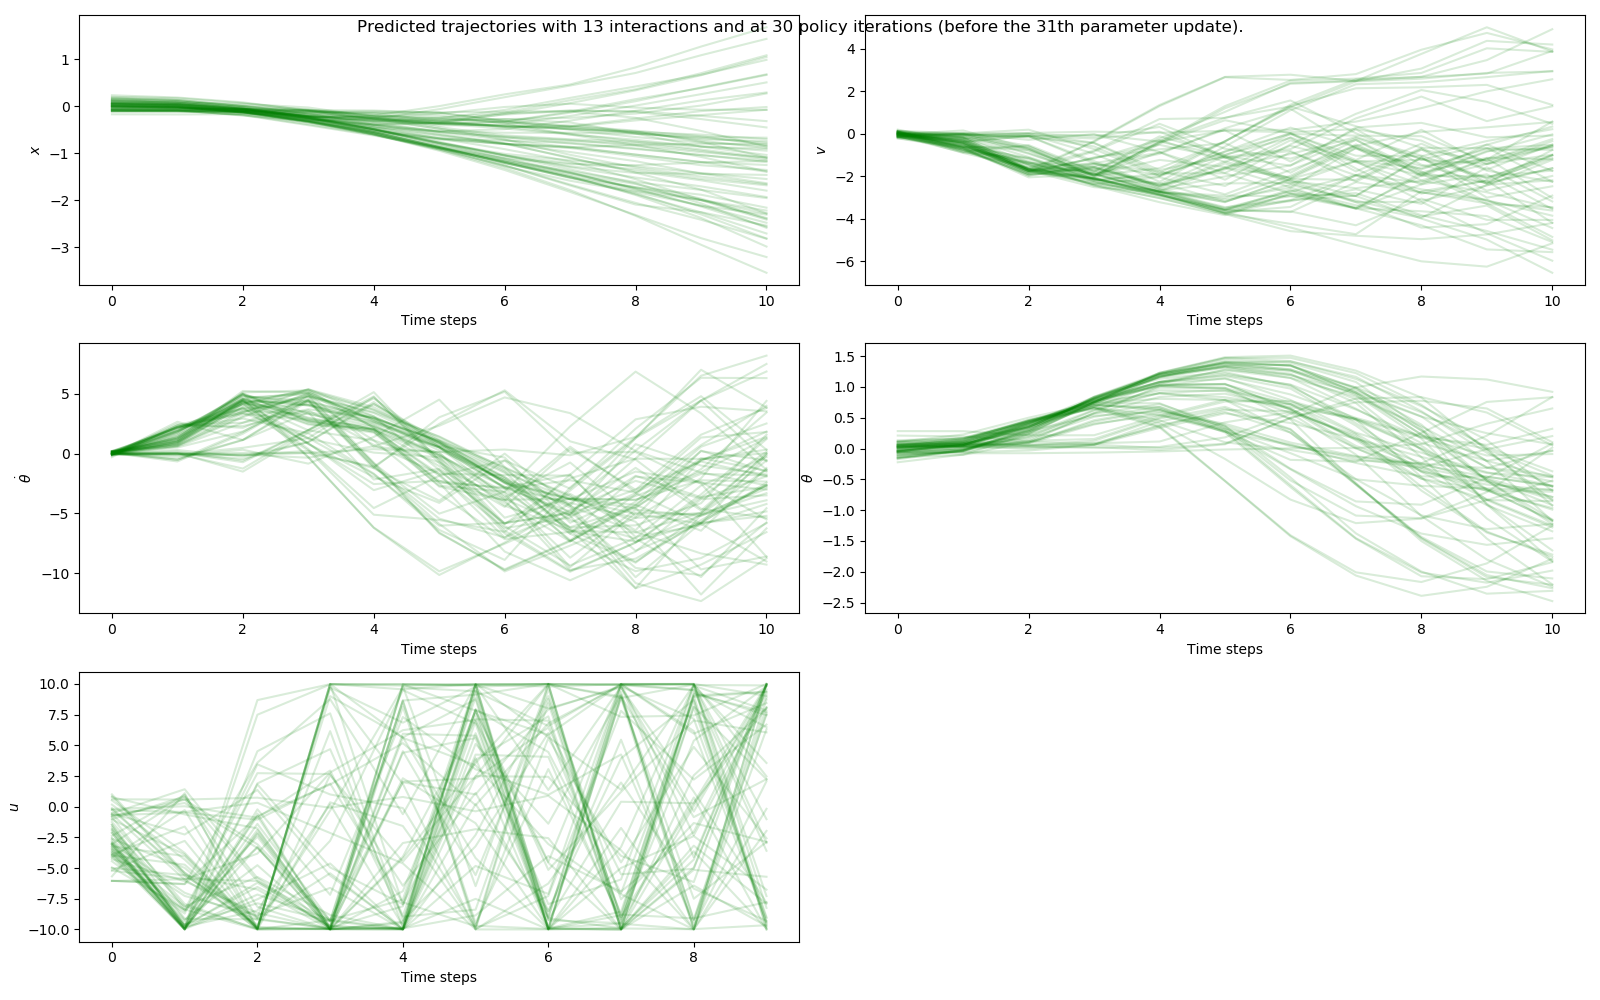 Predicted trajectories with 13 interactions and at 30 policy iterations (before the 31th parameter update).
1
0
−1
−2
−3
x
0 2 4 6 8 10
Time steps
4
2
0
−2
−4
−6
v
0 2 4 6 8 10
Time steps
5
0
−5
−10
θ̇
0 2 4 6 8 10
Time steps
1.5
1.0
0.5
0.0
−0.5
−1.0
−1.5
−2.0
−2.5
θ
0 2 4 6 8 10
Time steps
10.0
7.5
5.0
2.5
0.0
−2.5
−5.0
−7.5
−10.0
u
0 2 4 6 8
Time steps